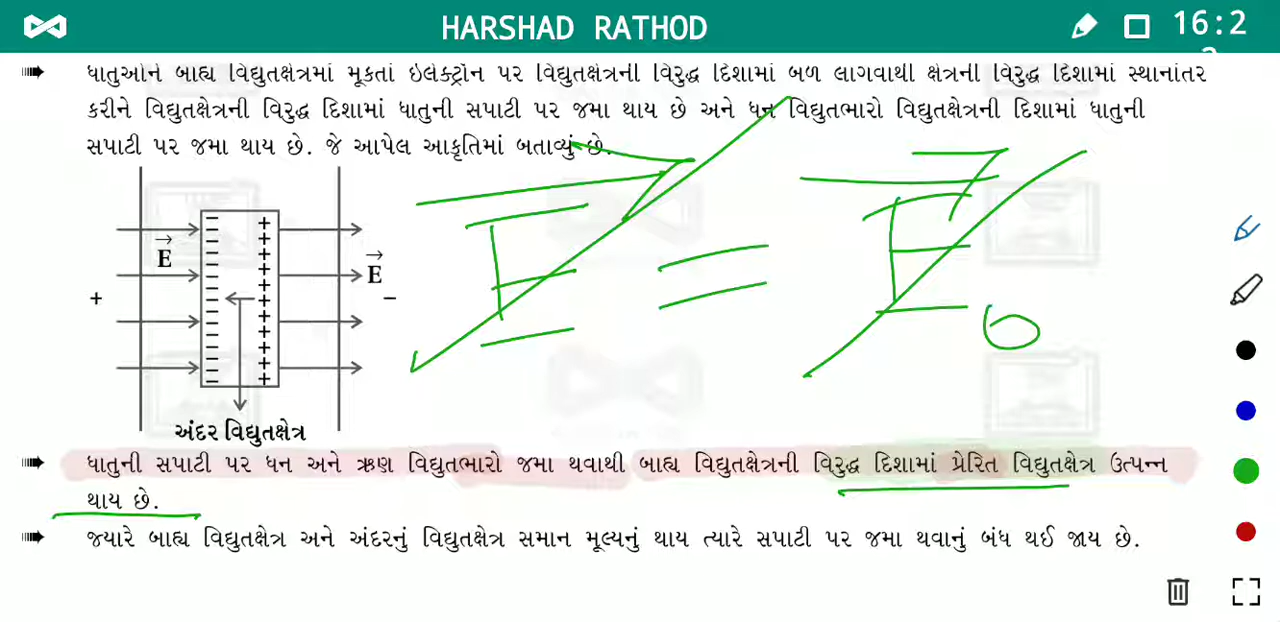 HARSHAD RATHOD
16:2
➠ ધાતુઓને બાહ્ય વિદ્યુતક્ષેત્રમાં મૂકતાં ઇલેક્ટ્રૉન પર વિદ્યુતક્ષેત્રની વિરુદ્ધ દિશામાં બળ લાગવાથી ક્ષેત્રની વિરુદ્ધ દિશામાં સ્થાનાંતર
કરીને વિદ્યુતક્ષેત્રની વિરુદ્ધ દિશામાં ધાતુની સપાટી પર જમા થાય છે અને ધન વિદ્યુતભારો વિદ્યુતક્ષેત્રની દિશામાં ધાતુની
સપાટી પર જમા થાય છે. જે આપેલ આકૃતિમાં બતાવ્યું છે.
E = E0
E⃗
E⃗
+ −
અંદર વિદ્યુતક્ષેત્ર
➠ ધાતુની સપાટી પર ધન અને ઋણ વિદ્યુતભારો જમા થવાથી બાહ્ય વિદ્યુતક્ષેત્રની વિરુદ્ધ દિશામાં પ્રેરિત વિદ્યુતક્ષેત્ર ઉત્પન્ન
થાય છે.
➠ જ્યારે બાહ્ય વિદ્યુતક્ષેત્ર અને અંદરનું વિદ્યુતક્ષેત્ર સમાન મૂલ્યનું થાય ત્યારે સપાટી પર જમા થવાનું બંધ થઈ જાય છે.